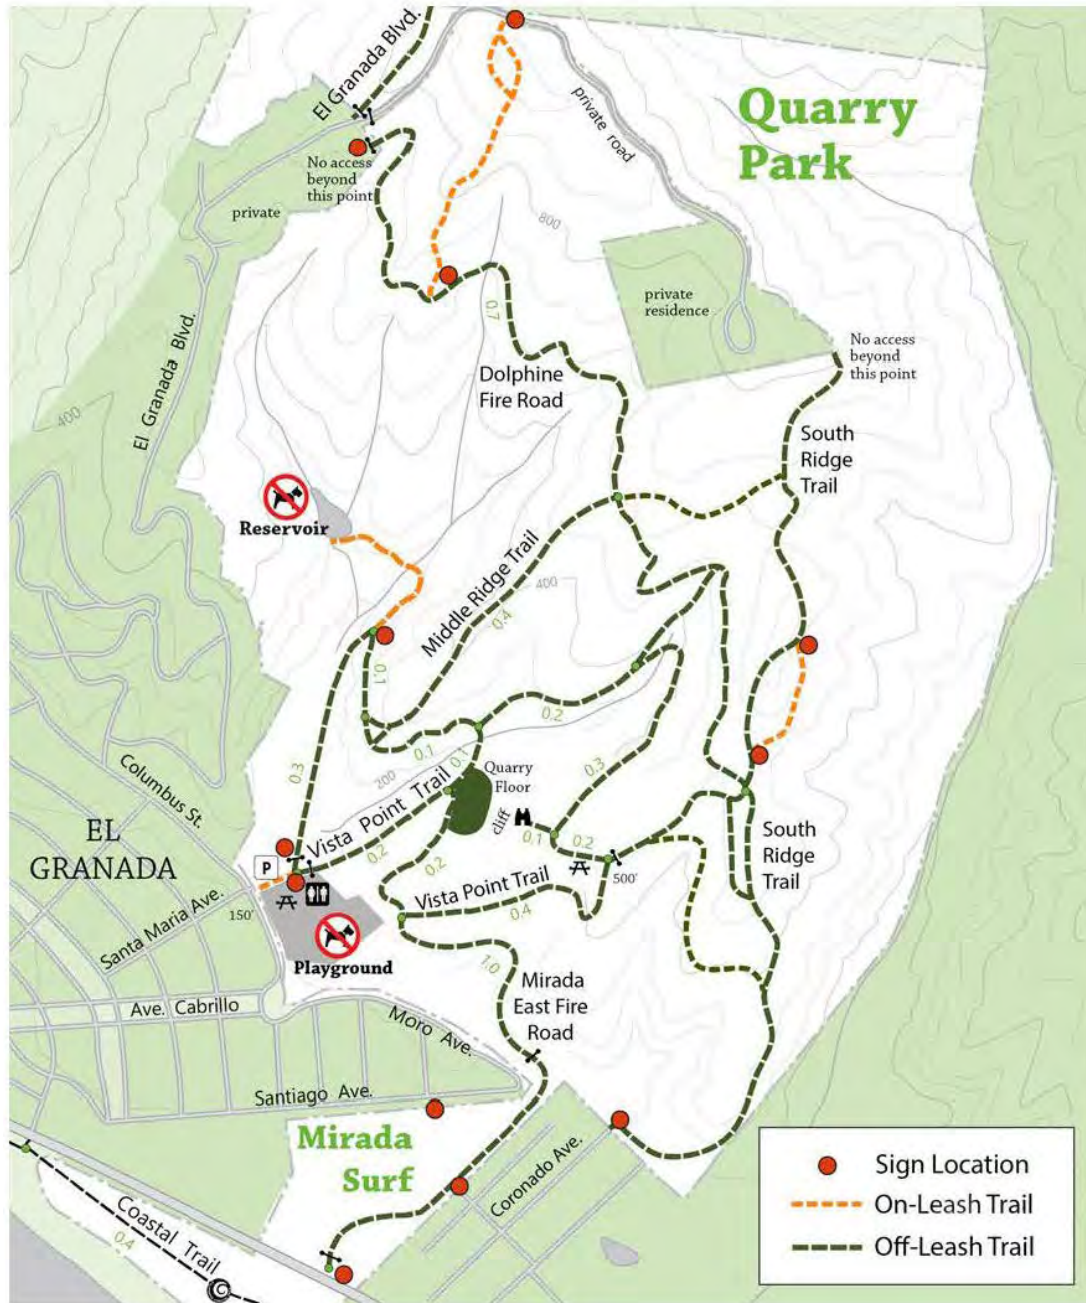 El Granada Blvd.
private road
Quarry
Park
No access
beyond
this point
private
800
private
residence
0.7
No access
beyond
this point
El Granada Blvd.
400
Dolphine
Fire Road
South
Ridge
Trail
Reservoir
Middle Ridge Trail
400
0.4
0.1
0.2
0.1
200
0.1
Quarry
Floor
0.3
0.3
Columbus St.
Vista Point Trail
cliff
0.1
0.2
EL
GRANADA
South
Ridge
Trail
P
0.2
0.2
500'
Vista Point Trail
0.4
Santa Maria Ave.
150'
Playground
1.0
Mirada
East Fire
Road
Ave. Cabrillo
Moro Ave.
Santiago Ave.
Mirada
Surf
Coronado Ave.
Coastal Trail
0.4
Sign Location
On-Leash Trail
Off-Leash Trail